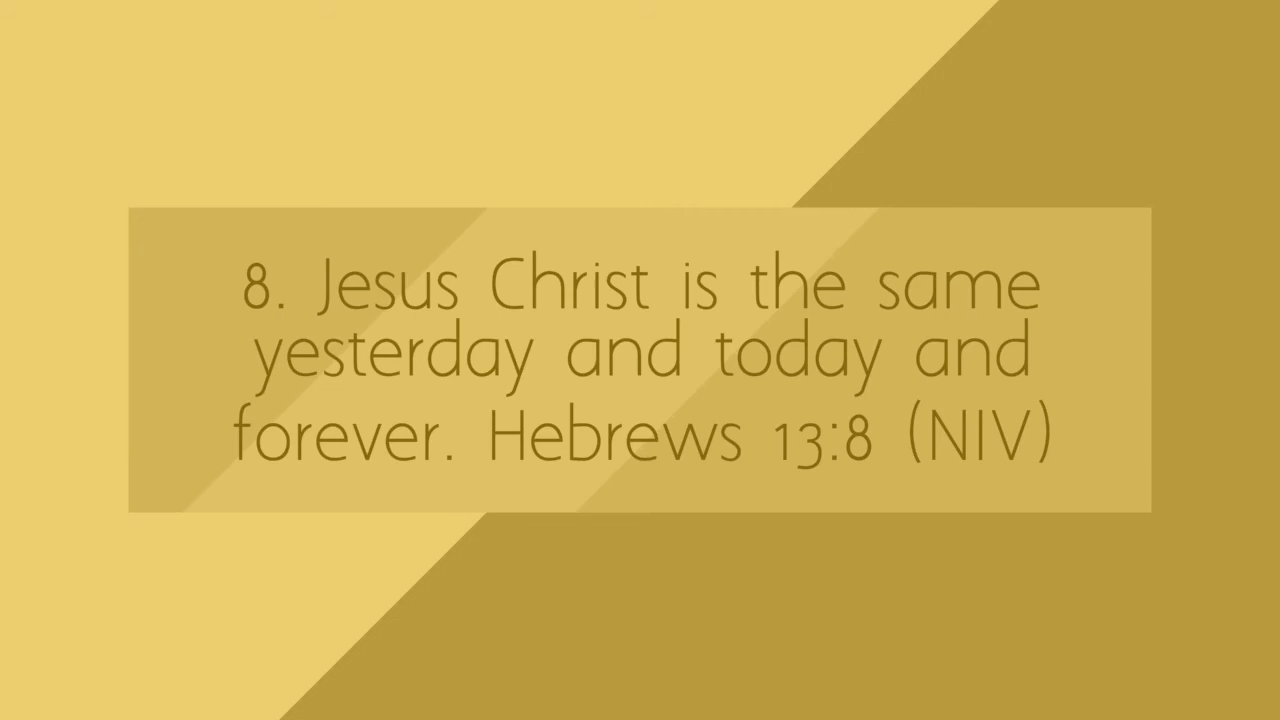 8. Jesus Christ is the same
yesterday and today and
forever. Hebrews 13:8 (NIV)